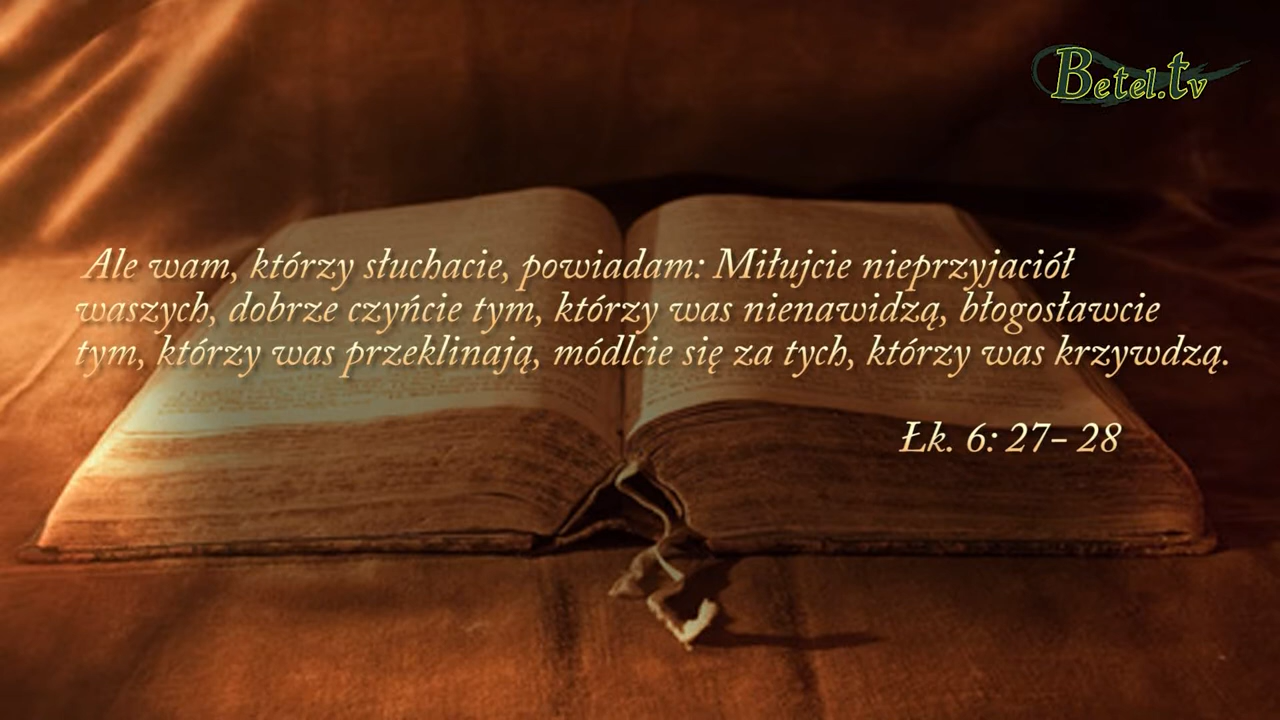 Betel.tv
Ale wam, którzy słuchacie, powiadam: Miłujcie nieprzyjaciół
waszych, dobrze czyńcie tym, którzy was nienawidzą, błogosławcie
tym, którzy was przeklinają, módlcie się za tych, którzy was krzywdzą.
Łk. 6: 27- 28